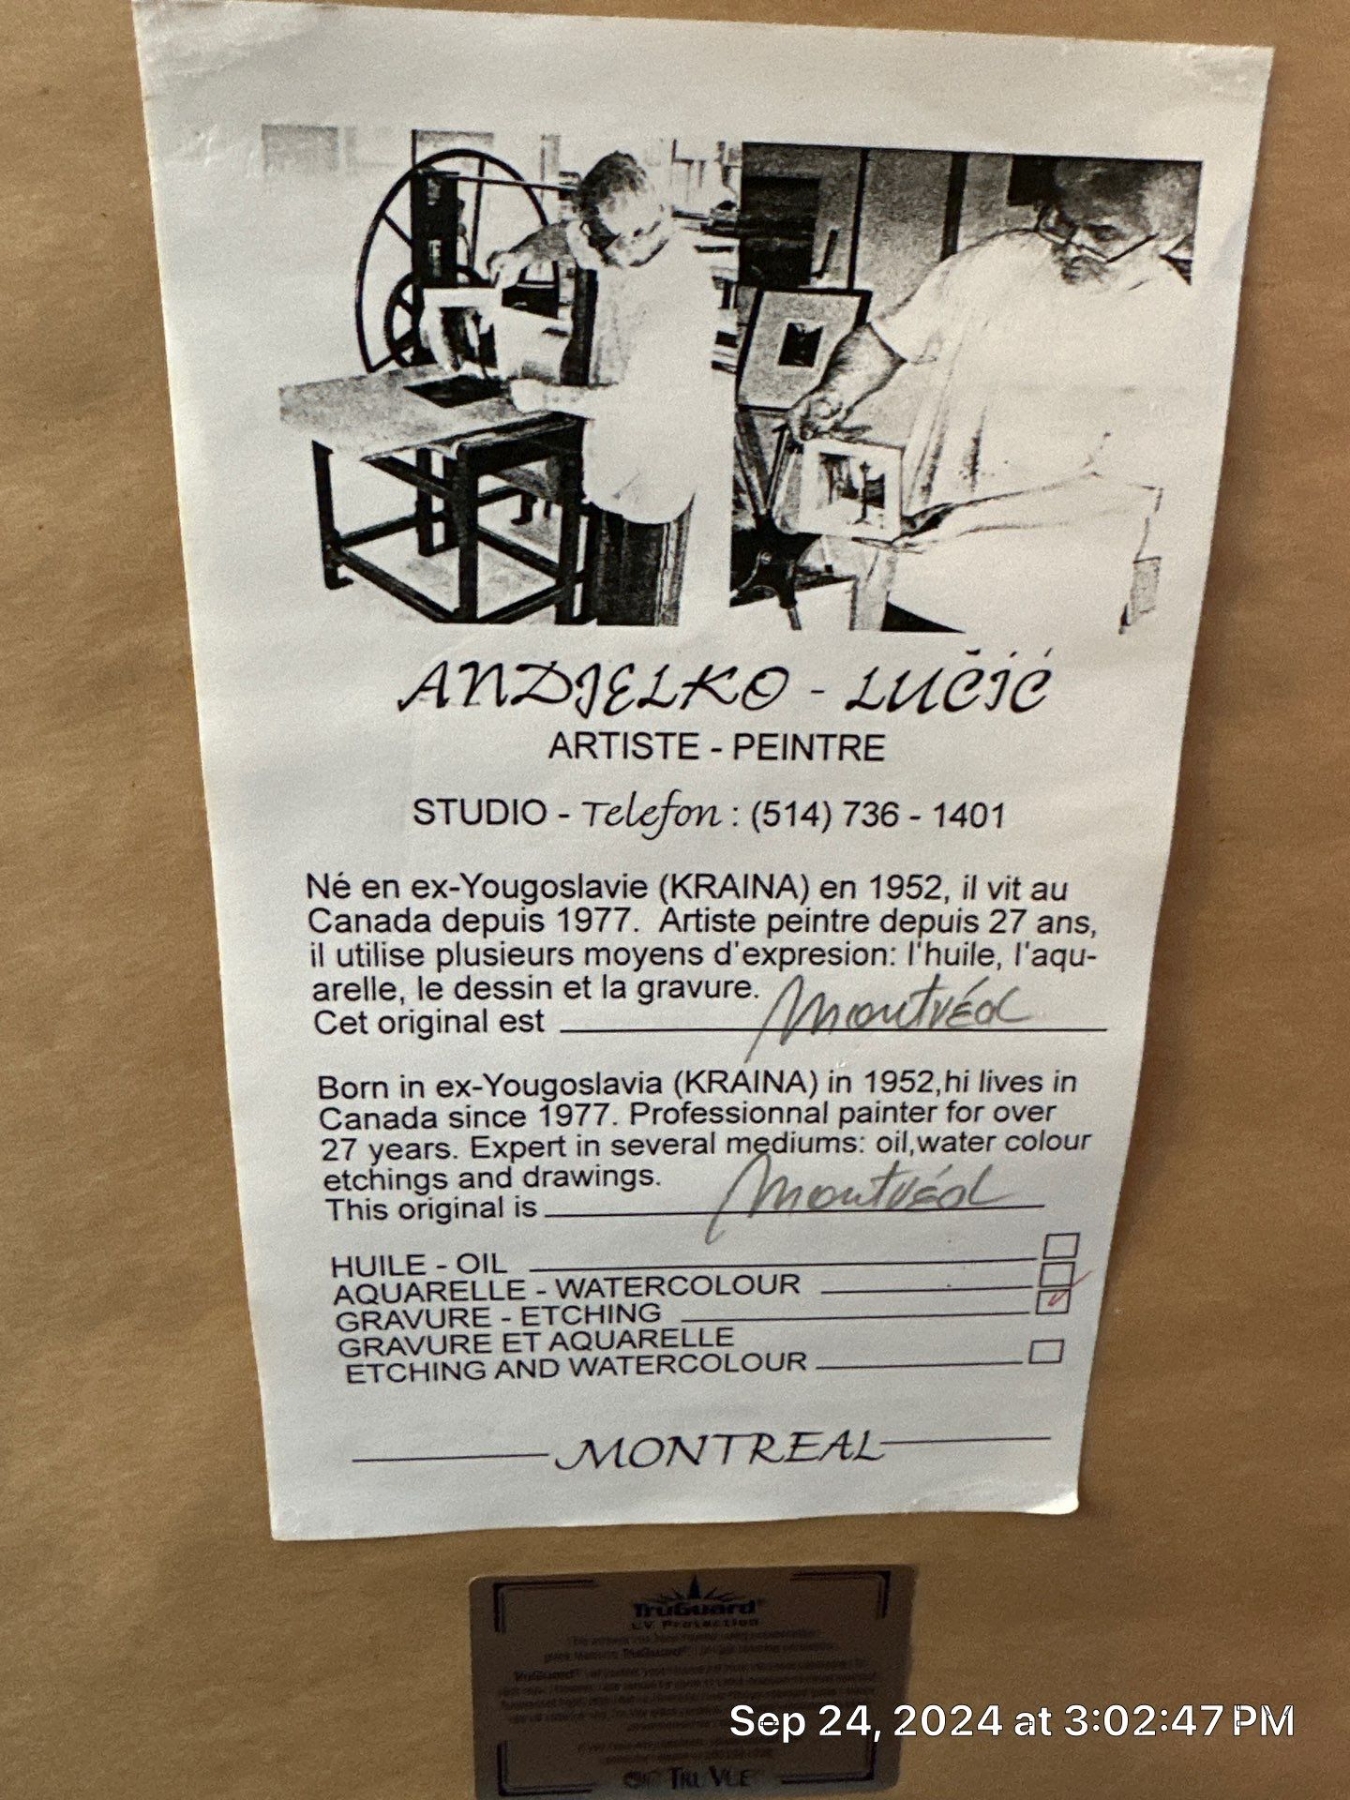 ANDJELKO - LUČIĆ
ARTISTE - PEINTRE
STUDIO - Telefon : (514) 736 - 1401
Né en ex-Yougoslavie (KRAINA) en 1952, il vit au
Canada depuis 1977. Artiste peintre depuis 27 ans,
il utilise plusieurs moyens d'expresion: l'huile, l'aqu-
arelle, le dessin et la gravure.
Cet original est Montréal
Born in ex-Yougoslavia (KRAINA) in 1952,hi lives in
Canada since 1977. Professionnal painter for over
27 years. Expert in several mediums: oil,water colour
etchings and drawings.
This original is Montréal
HUILE - OIL
AQUARELLE - WATERCOLOUR
GRAVURE - ETCHING
GRAVURE ET AQUARELLE
ETCHING AND WATERCOLOUR
MONTREAL
TruGuard
UV Protection
TRU VUE
Sep 24, 2024 at 3:02:47 PM